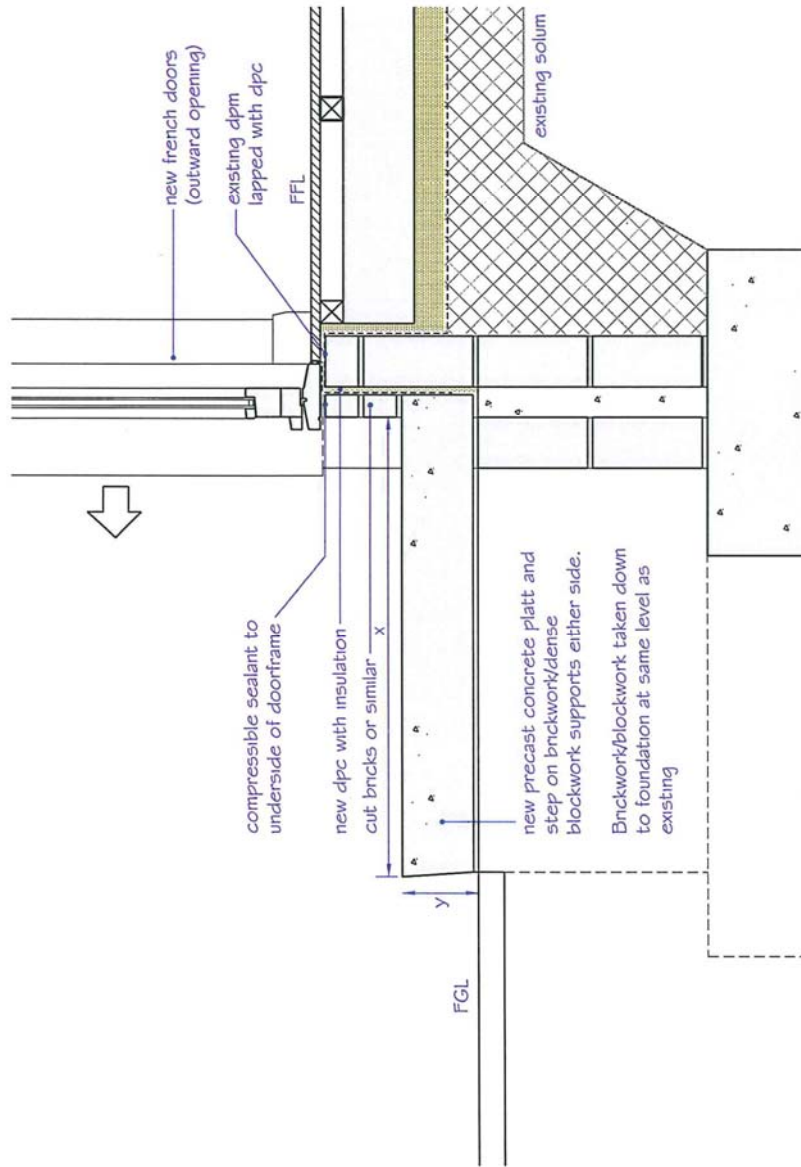 new french doors
(outward opening)
existing dpm
lapped with dpc
FFL
existing solum
compressible sealant to
underside of doorframe
new dpc with insulation
cut bricks or similar
x
y
new precast concrete platt and
step on brickwork/dense
blockwork supports either side.
Brickwork/blockwork taken down
to foundation at same level as
existing
FGL